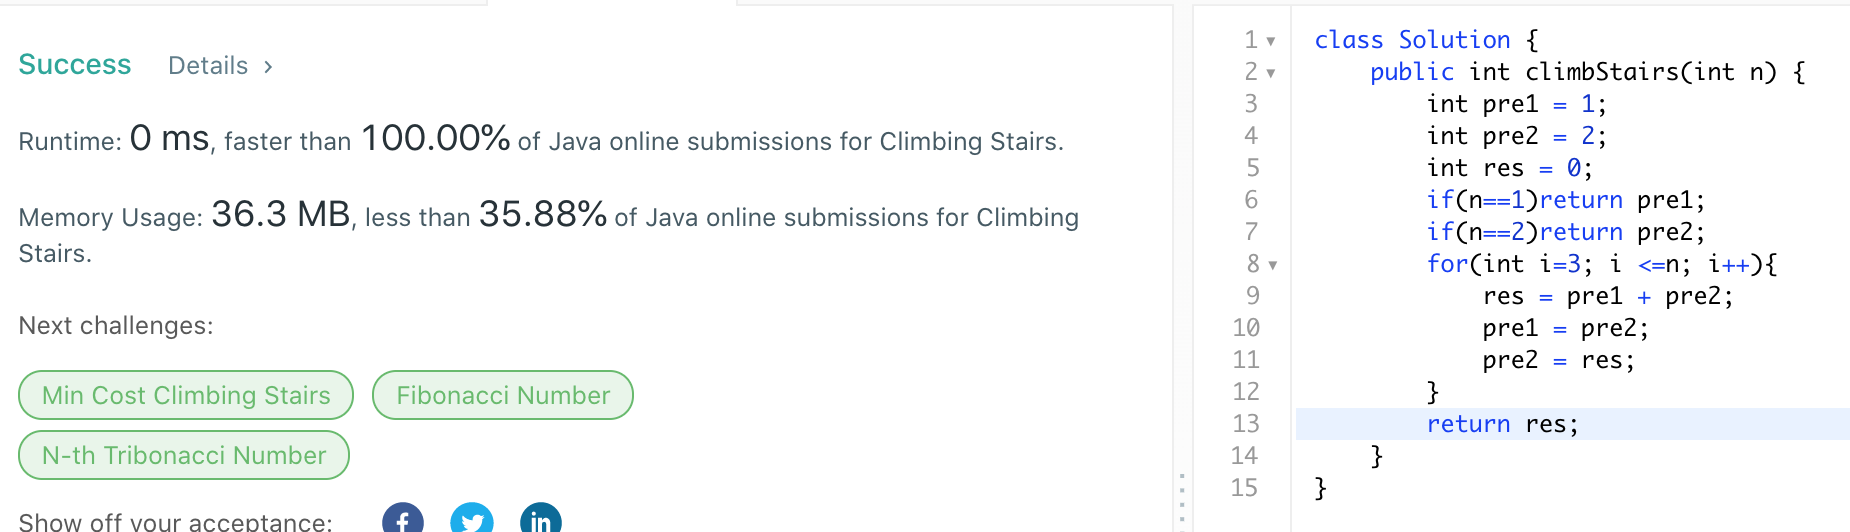 Success Details >
Runtime: 0 ms, faster than 100.00% of Java online submissions for Climbing Stairs.
Memory Usage: 36.3 MB, less than 35.88% of Java online submissions for Climbing
Stairs.
Next challenges:
Min Cost Climbing Stairs
Fibonacci Number
N-th Tribonacci Number
Show off your acceptance:
f
in
1 class Solution {
2     public int climbStairs(int n) {
3         int pre1 = 1;
4         int pre2 = 2;
5         int res = 0;
6         if(n==1)return pre1;
7         if(n==2)return pre2;
8         for(int i=3; i <=n; i++){
9             res = pre1 + pre2;
10             pre1 = pre2;
11             pre2 = res;
12         }
13         return res;
14     }
15 }